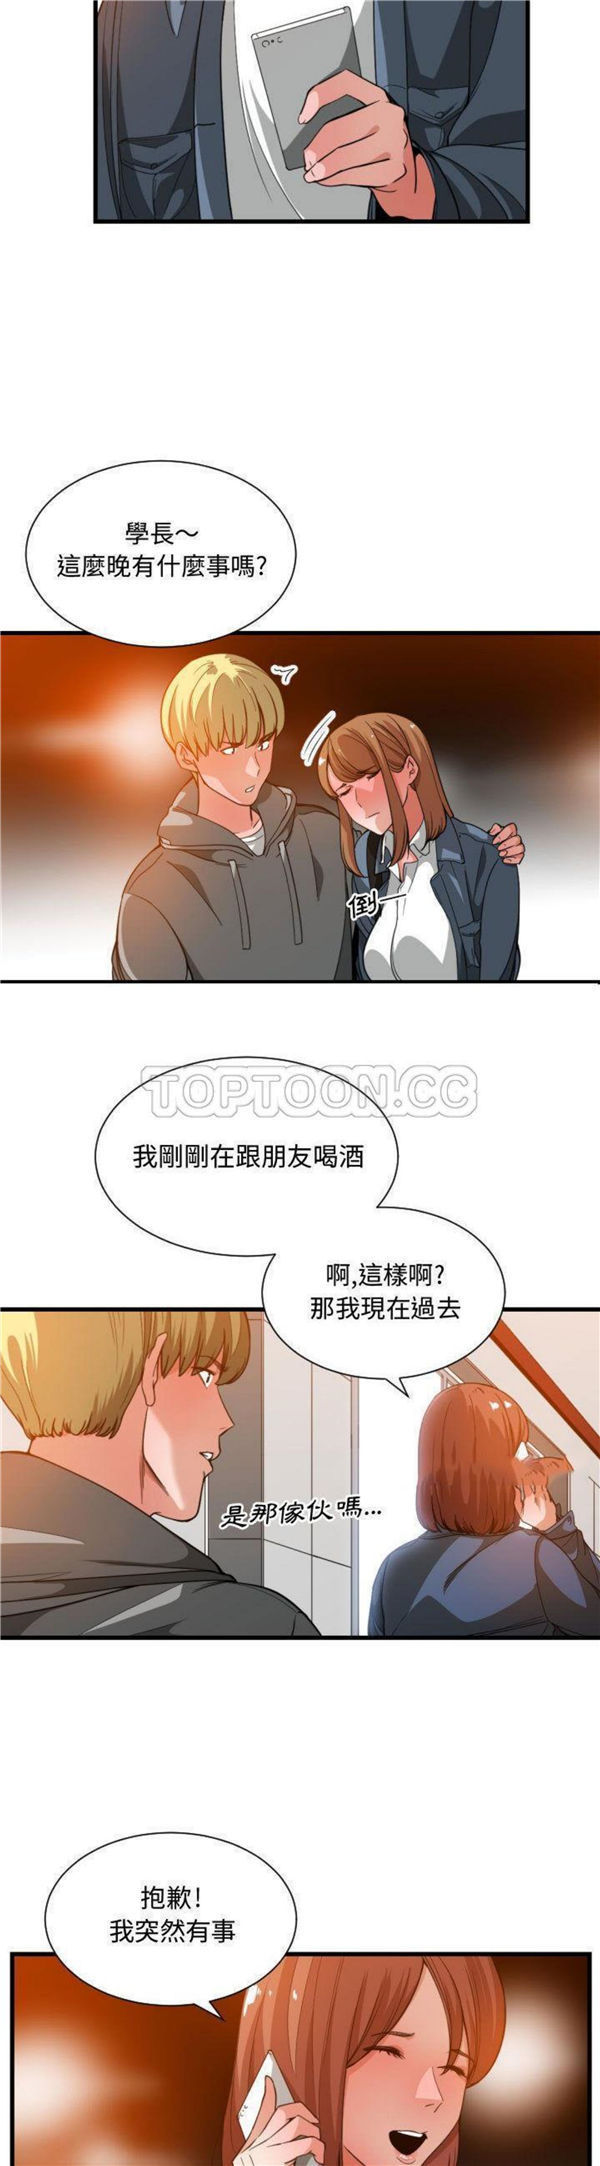 學長～
這麼晚有什麼事嗎?
倒一
TOPTOON.CC
我剛剛在跟朋友喝酒
啊,這樣啊?
那我現在過去
是那傢伙嗎...
抱歉!
我突然有事